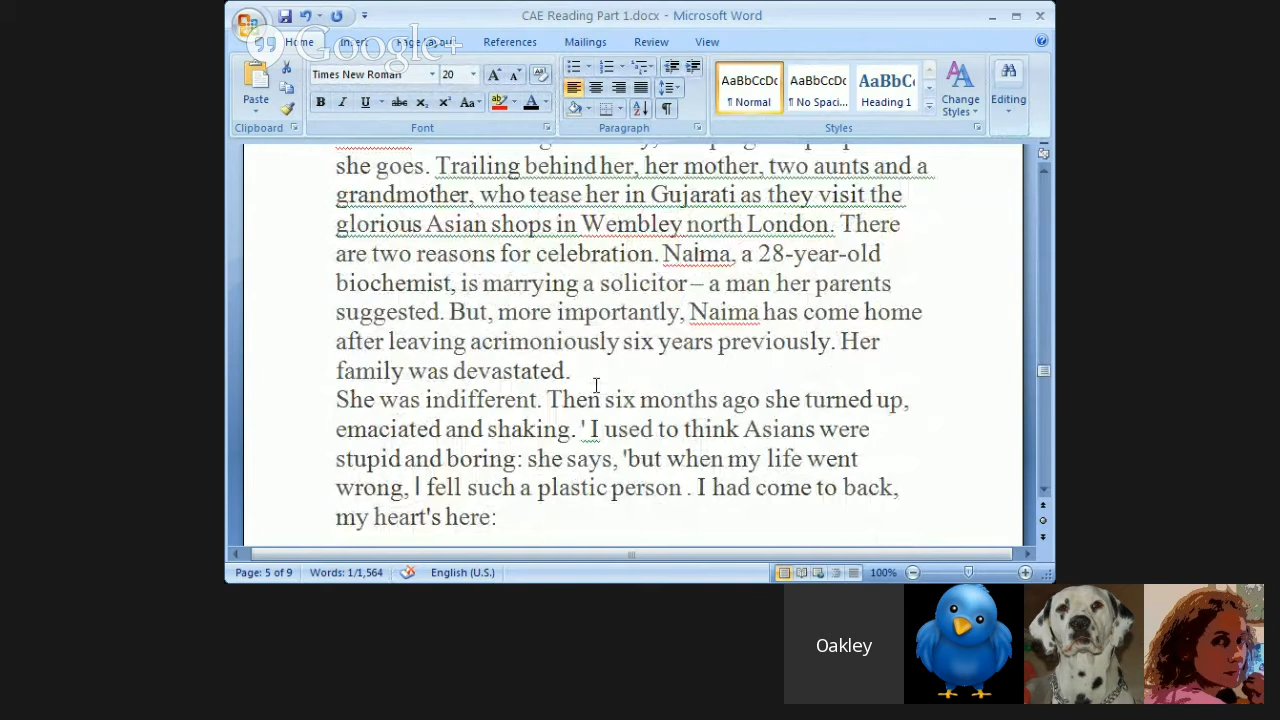 CAE Reading Part 1.docx - Microsoft Word
Google+
Home Insert Page Layout References Mailings Review View
Times New Roman 20
Paste
AaBbCcDc AaBbCcDc AaBbCc
¶ Normal ¶ No Spaci... Heading 1
Change Styles
Editing
Clipboard Font Paragraph Styles
she goes. Trailing behind her, her mother, two aunts and a
grandmother, who tease her in Gujarati as they visit the
glorious Asian shops in Wembley north London. There
are two reasons for celebration. Naima, a 28-year-old
biochemist, is marrying a solicitor – a man her parents
suggested. But, more importantly, Naima has come home
after leaving acrimoniously six years previously. Her
family was devastated.
She was indifferent. Then six months ago she turned up,
emaciated and shaking. ' I used to think Asians were
stupid and boring: she says, 'but when my life went
wrong, I fell such a plastic person . I had come to back,
my heart's here:
Page: 5 of 9 Words: 1/1,564 English (U.S.) 100%
Oakley